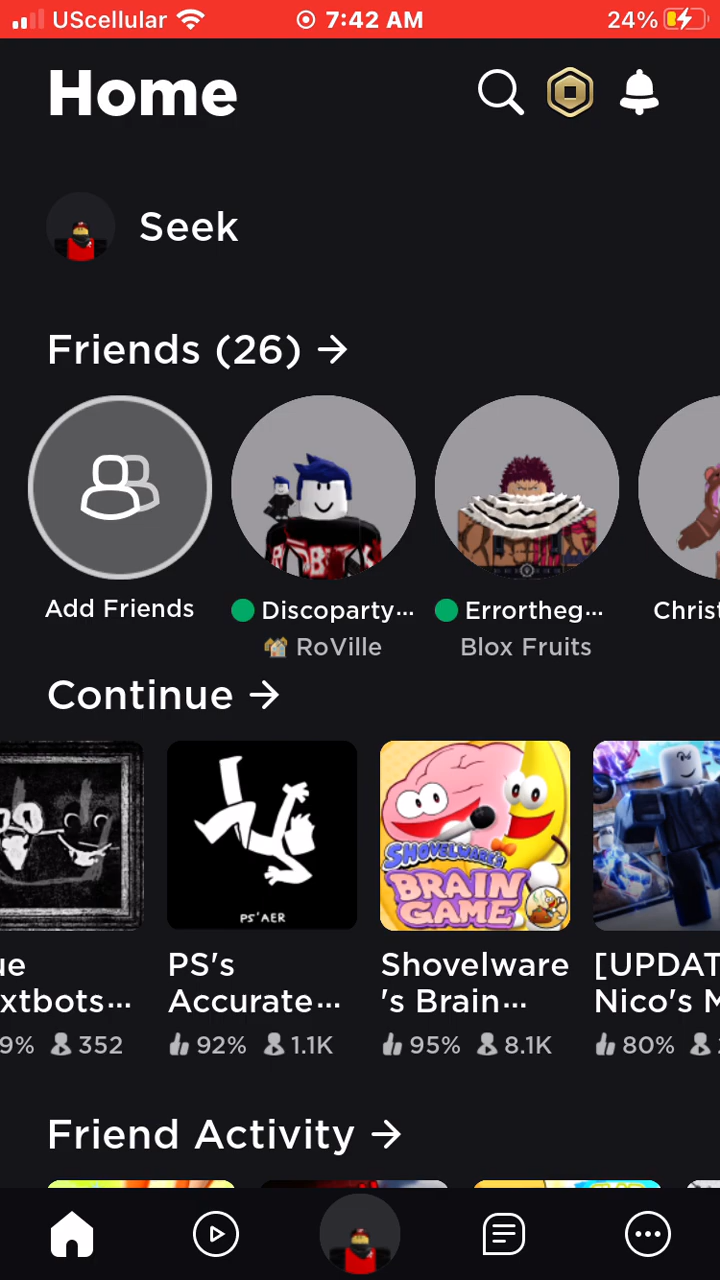 UScellular 7:42 AM 24%
Home
Seek
Friends (26) →
Add Friends Discoparty... Errortheg... Christ
RoVille Blox Fruits
Continue →
PS'AER
SHOVELWARE'S
BRAIN
GAME
ue PS's Shovelware [UPDAT
xtbots... Accurate... 's Brain... Nico's M
9% 352 92% 1.1K 95% 8.1K 80%
Friend Activity →